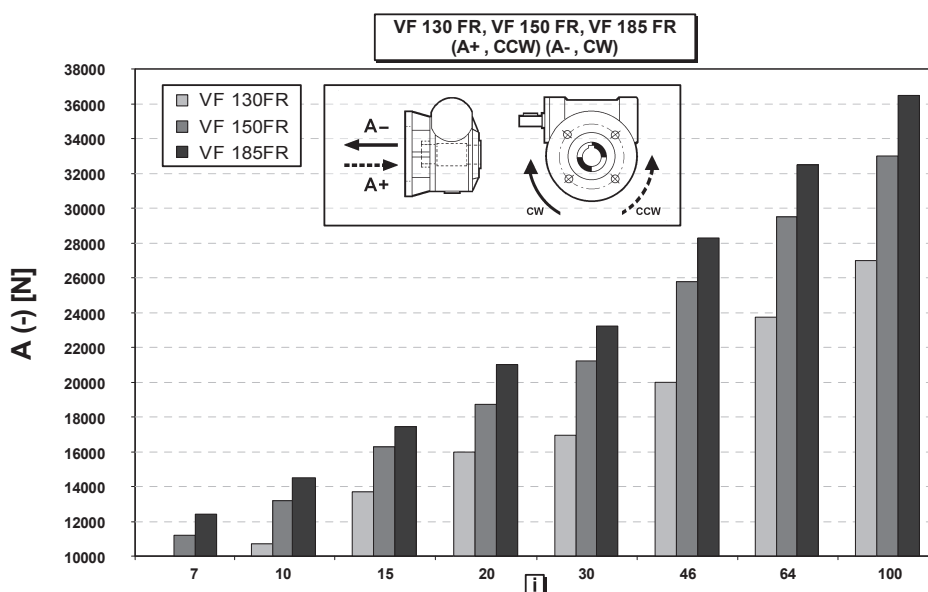 VF 130 FR, VF 150 FR, VF 185 FR
(A+ , CCW) (A- , CW)
A (-) [N]
38000
36000
34000
32000
30000
28000
26000
24000
22000
20000
18000
16000
14000
12000
10000
VF 130FR
VF 150FR
VF 185FR
A–
A+
CW
CCW
7 10 15 20 30 46 64 100
i